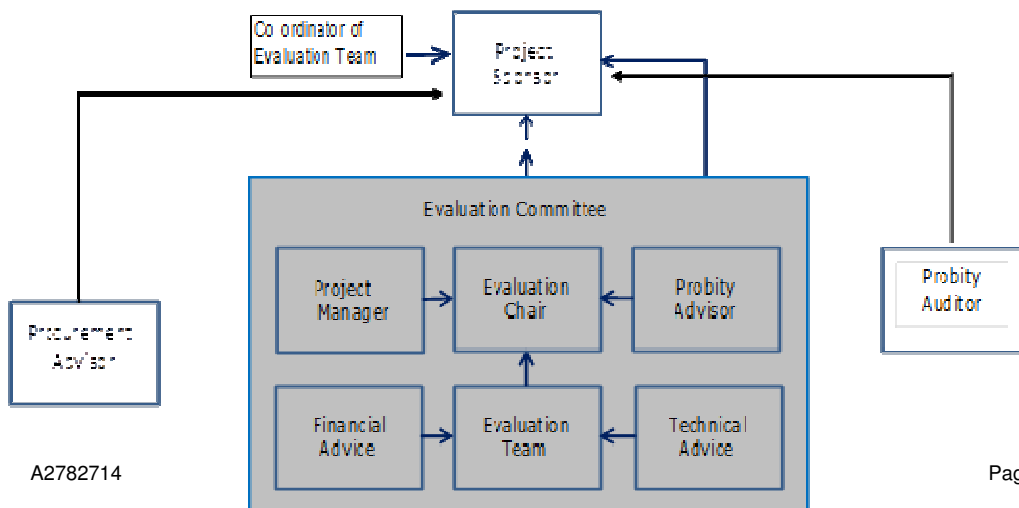 Co ordinator of
Evaluation Team
Project
Sponsor
Evaluation Committee
Project
Manager
Evaluation
Chair
Probity
Advisor
Probity
Auditor
Procurement
Advisor
Financial
Advice
Evaluation
Team
Technical
Advice
A2782714
Pag